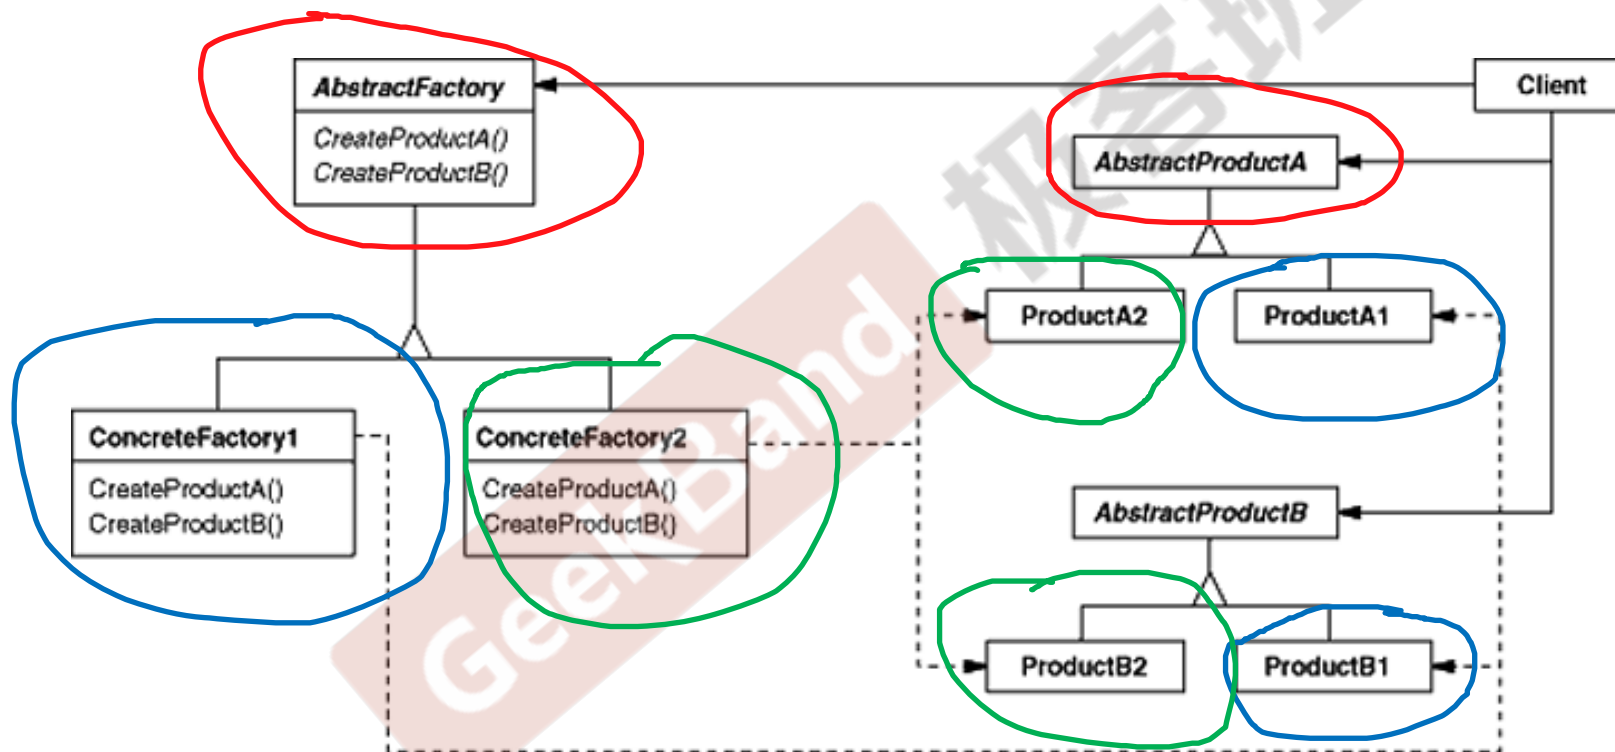 AbstractFactory
CreateProductA()
CreateProductB()
Client
AbstractProductA
ProductA2
ProductA1
ConcreteFactory1
CreateProductA()
CreateProductB()
ConcreteFactory2
CreateProductA()
CreateProductB()
AbstractProductB
ProductB2
ProductB1
GeekBand
极客班